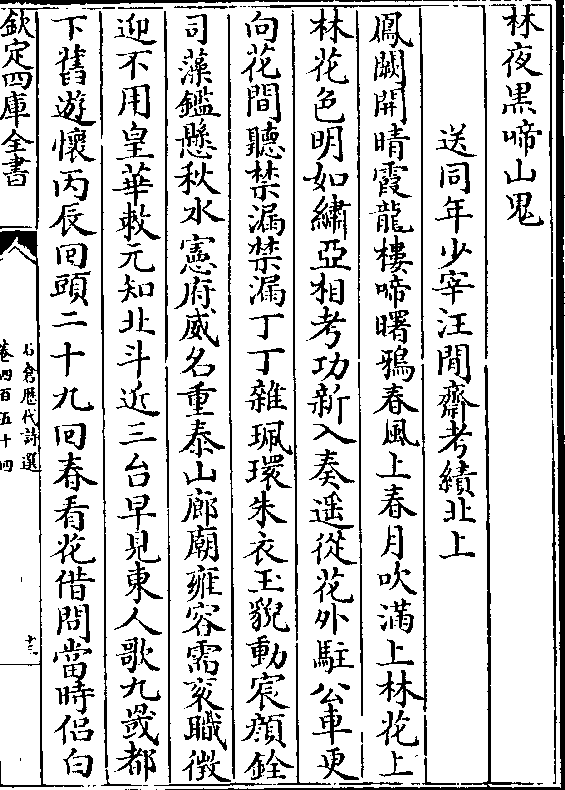 林夜黒啼山鬼
送同年少宰汪閒齋考績北上
鳳闕開晴霞龍樓啼曙鴉春風上春月吹滿上林花上
林花色明如繡亞相考功新入奏遥從花外駐公車更
向花間聽禁漏禁漏丁丁雜珮環朱衣玉貌動宸顔銓
司藻鑑懸秋水憲府威名重泰山廊廟雍容需衮職徴
迎不用皇華敕元知北斗近三台早見東人歌九罭都
下舊遊懷丙辰回頭二十九回春看花借問當時侣白
欽定四庫全書
石倉歴代詩選
卷四百五十四